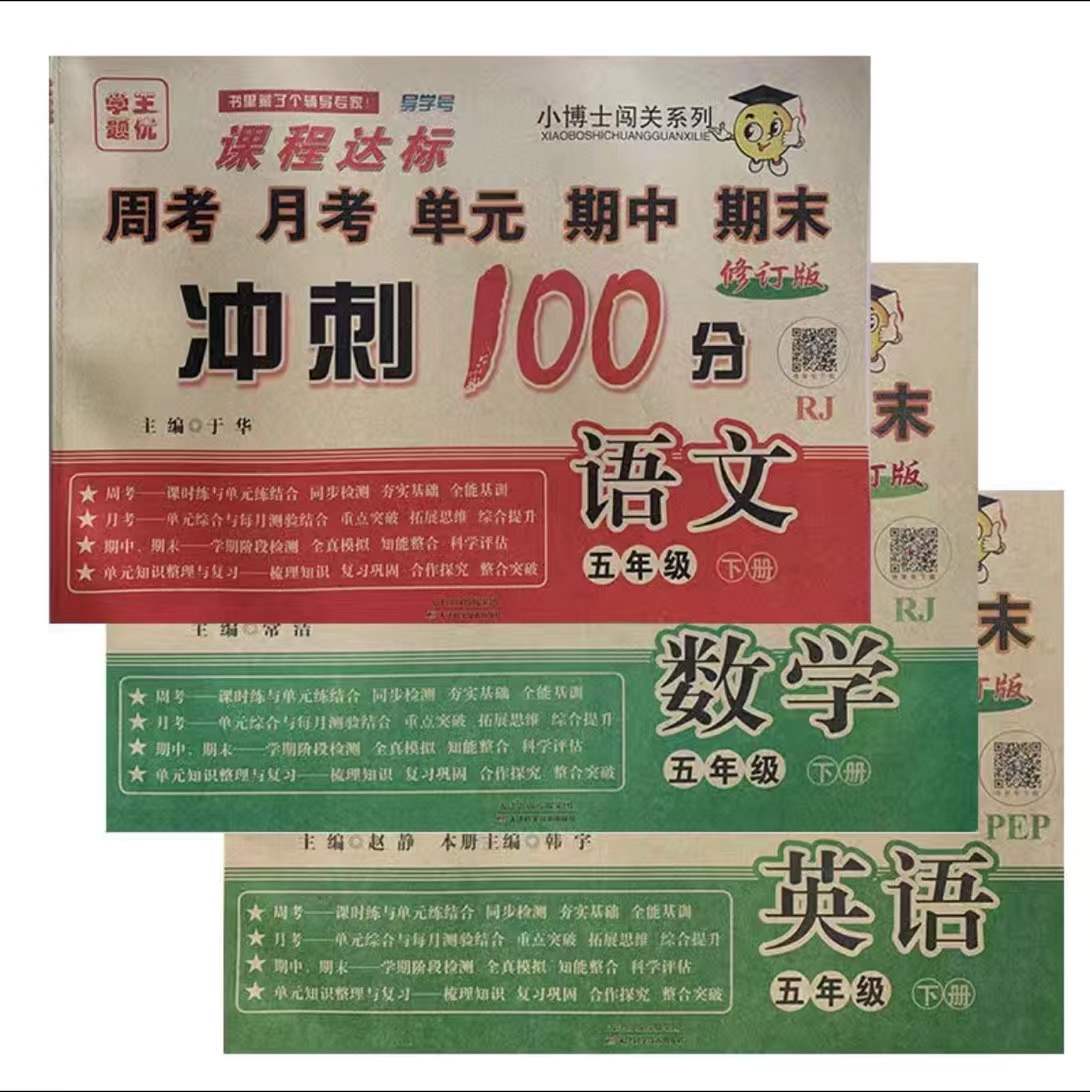 学王
题优
书里藏了个辅导专家!
导学号
课程达标
小博士闯关系列
XIAOBOSHICHUANGGUANXILIE
周考 月考 单元 期中 期末
修订版
冲刺100分
RJ
主编◎于华
语文
五年级 下册
★周考——课时练与单元练结合 同步检测 夯实基础 全能基训
★月考——单元综合与每月测验结合 重点突破 拓展思维 综合提升
★期中、期末——学期阶段检测 全真模拟 知能整合 科学评估
★单元知识整理与复习——梳理知识 复习巩固 合作探究 整合突破
末
订版
RJ
主编◎常洁
数学
五年级 下册
★周考——课时练与单元练结合 同步检测 夯实基础 全能基训
★月考——单元综合与每月测验结合 重点突破 拓展思维 综合提升
★期中、期末——学期阶段检测 全真模拟 知能整合 科学评估
★单元知识整理与复习——梳理知识 复习巩固 合作探究 整合突破
末
订版
PEP
主编◎赵静 本册主编◎韩宇
英语
五年级 下册
★周考——课时练与单元练结合 同步检测 夯实基础 全能基训
★月考——单元综合与每月测验结合 重点突破 拓展思维 综合提升
★期中、期末——学期阶段检测 全真模拟 知能整合 科学评估
★单元知识整理与复习——梳理知识 复习巩固 合作探究 整合突破